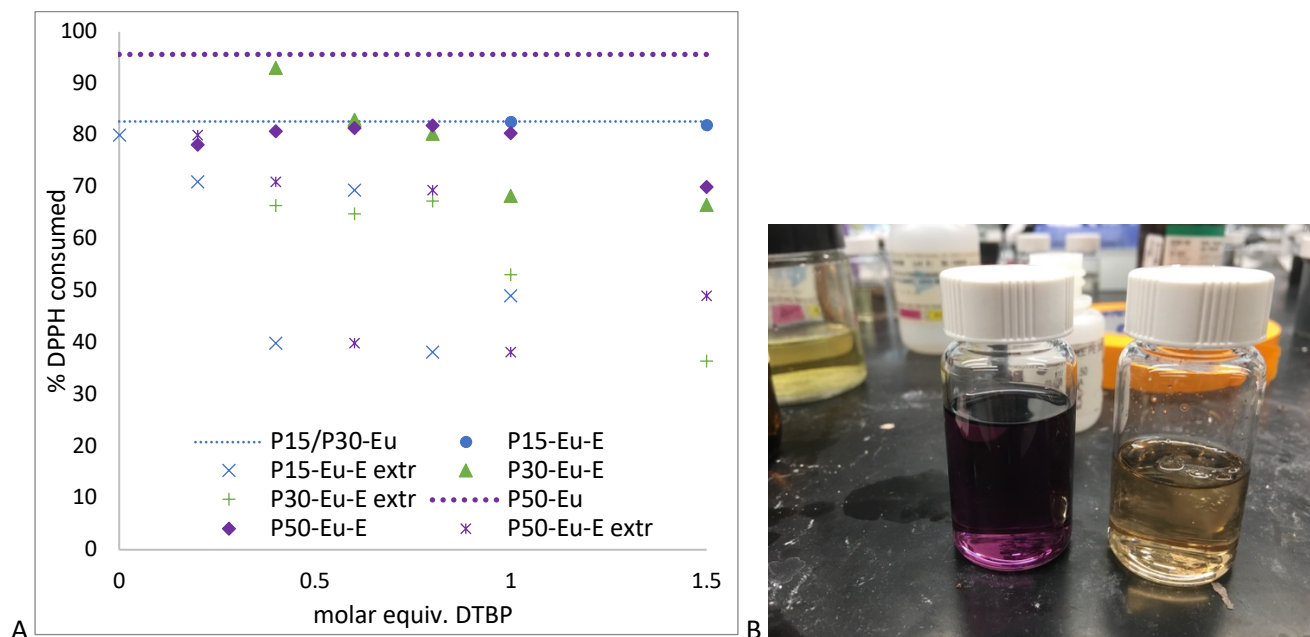 100
90
80
70
60
50
40
30
20
10
0
% DPPH consumed
P15/P30-Eu P15-Eu-E
P15-Eu-E extr P30-Eu-E
P30-Eu-E extr P50-Eu
P50-Eu-E P50-Eu-E extr
0 0.5 1 1.5
molar equiv. DTBP
A B